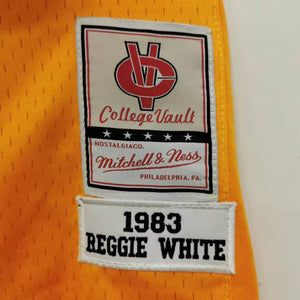 VC
College Vault
NOSTALGIACO.
Mitchell & Ness
PHILADELPHIA, PA.
1983
REGGIE WHITE